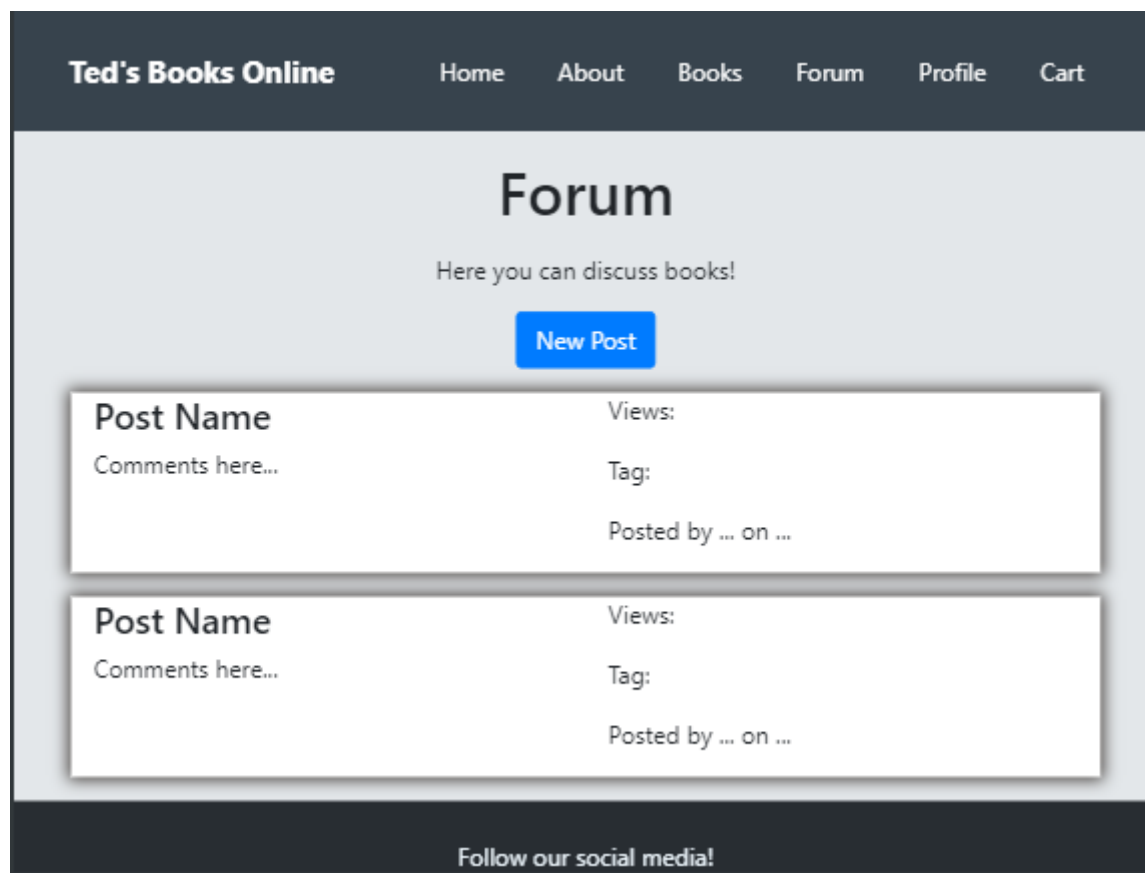 Ted's Books Online Home About Books Forum Profile Cart
Forum
Here you can discuss books!
New Post
Post Name
Comments here...
Views:
Tag:
Posted by ... on ...
Post Name
Comments here...
Views:
Tag:
Posted by ... on ...
Follow our social media!